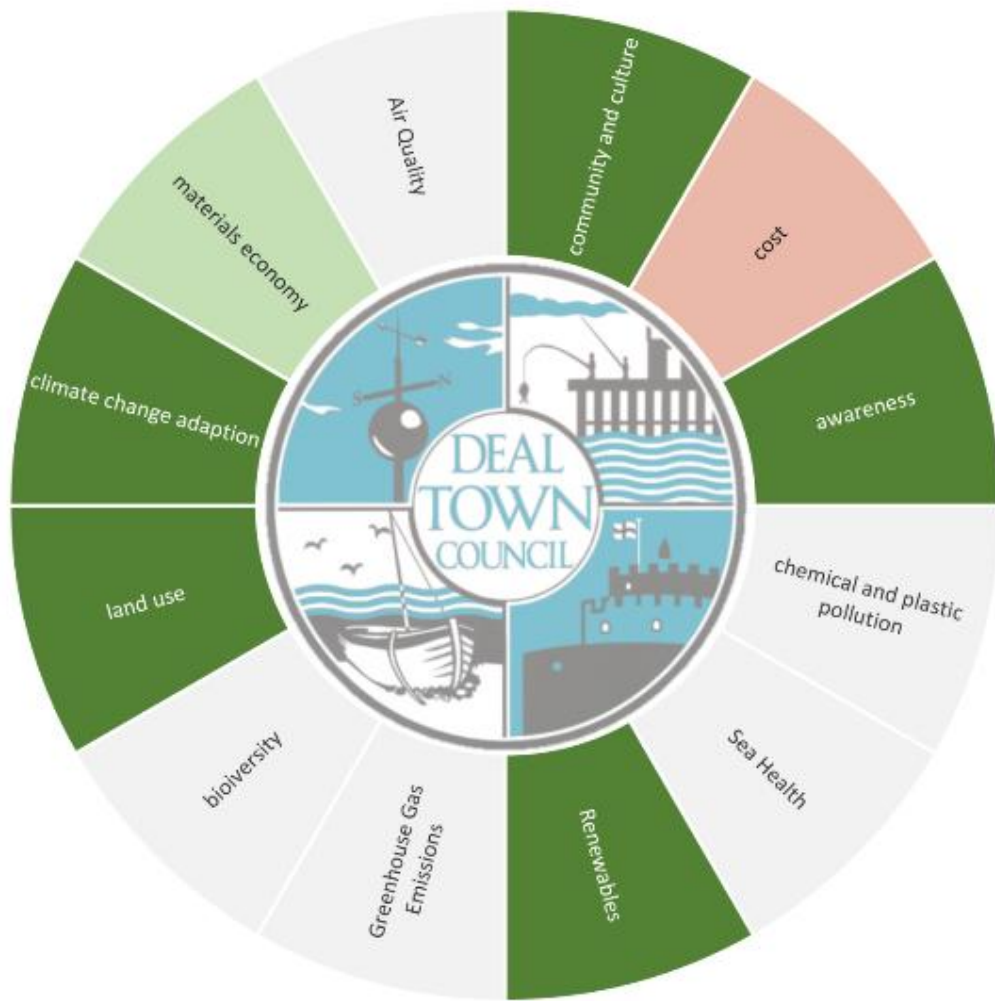 community and culture
cost
awareness
chemical and plastic
pollution
Sea Health
Renewables
Greenhouse Gas
Emissions
bioiversity
land use
climate change adaption
materials economy
Air Quality
S N
DEAL
TOWN
COUNCIL